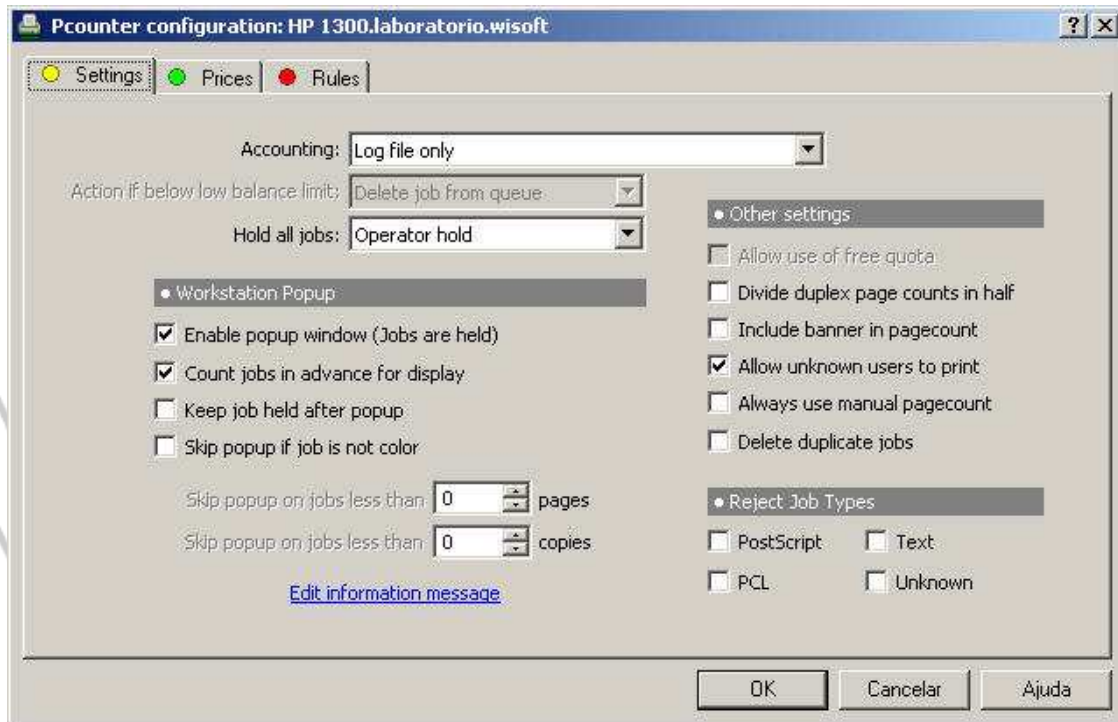 Pcounter configuration: HP 1300.laboratorio.wisoft
Settings Prices Rules
Accounting: Log file only
Action if below low balance limit: Delete job from queue
Hold all jobs: Operator hold
• Workstation Popup
Enable popup window (Jobs are held)
Count jobs in advance for display
Keep job held after popup
Skip popup if job is not color
Skip popup on jobs less than 0 pages
Skip popup on jobs less than 0 copies
Edit information message
• Other settings
Allow use of free quota
Divide duplex page counts in half
Include banner in pagecount
Allow unknown users to print
Always use manual pagecount
Delete duplicate jobs
• Reject Job Types
PostScript Text
PCL Unknown
OK Cancelar Ajuda